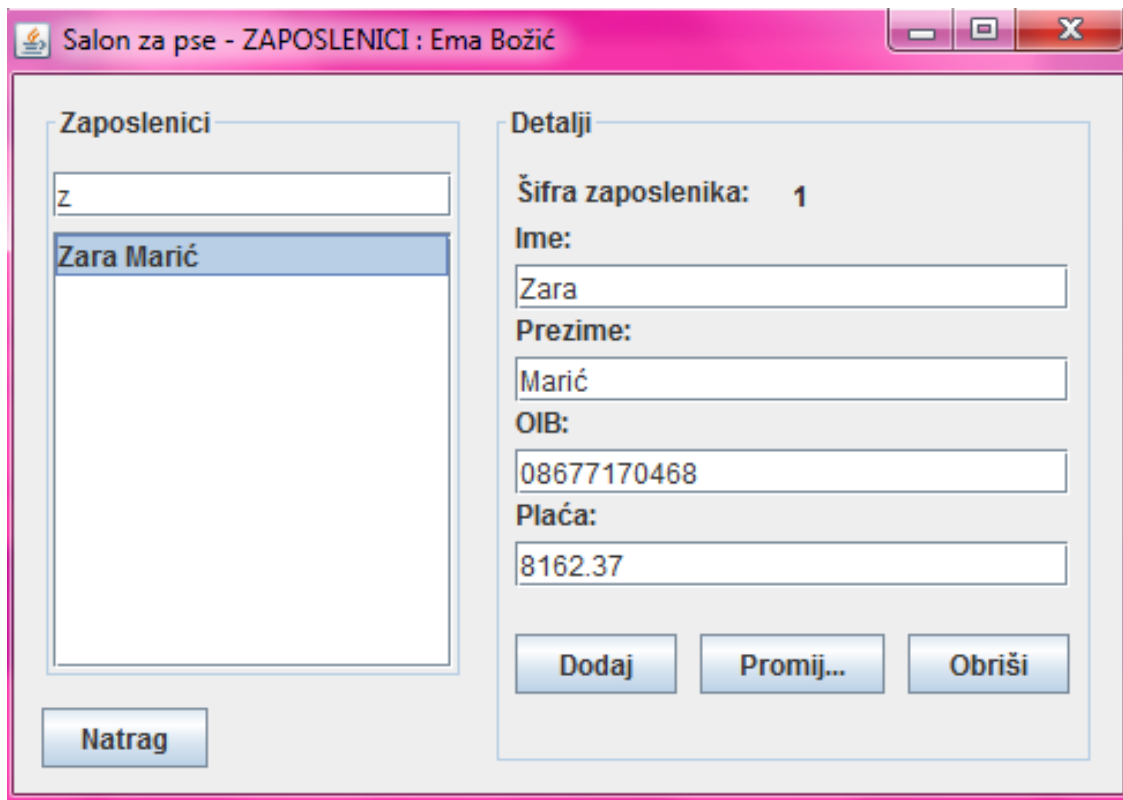 Salon za pse - ZAPOSLENICI : Ema Božić
Zaposlenici
z
Zara Marić
Natrag
Detalji
Šifra zaposlenika: 1
Ime:
Zara
Prezime:
Marić
OIB:
08677170468
Plaća:
8162.37
Dodaj Promij... Obriši